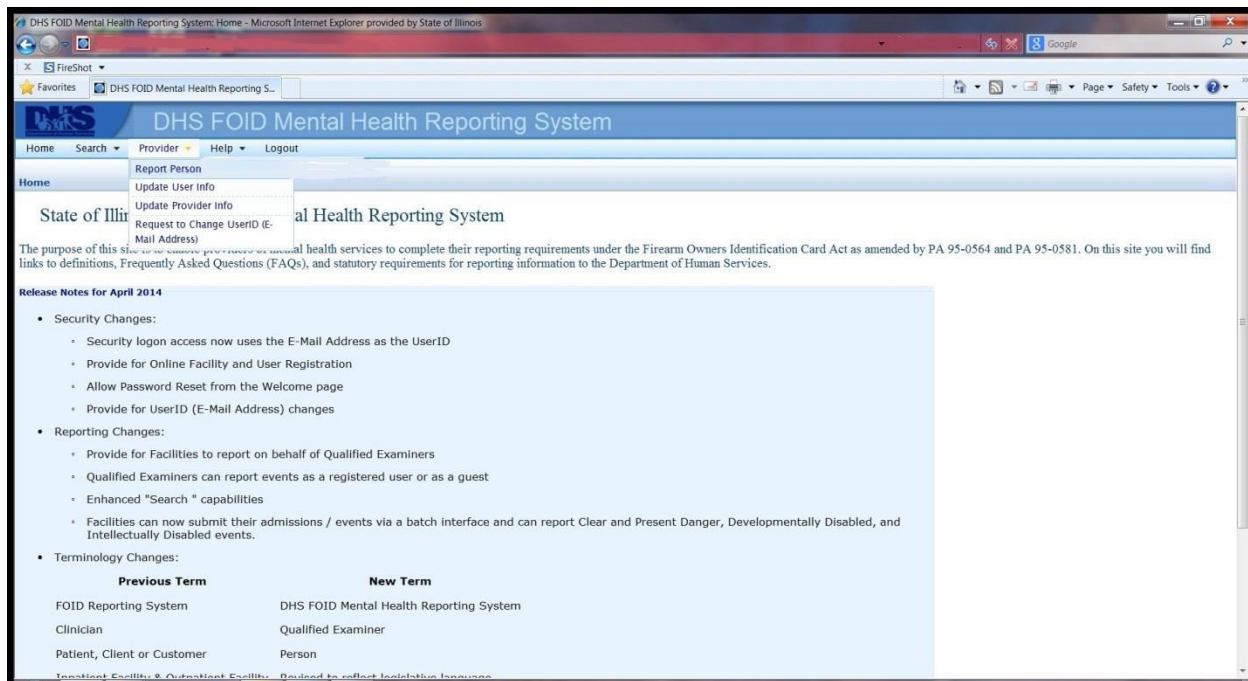 DHS FOID Mental Health Reporting System: Home - Microsoft Internet Explorer provided by State of Illinois
Google
X FireShot
Favorites DHS FOID Mental Health Reporting S... Page Safety Tools
DHS DHS FOID Mental Health Reporting System
Home Search Provider Help Logout
Report Person
Home
Update User Info
Update Provider Info
State of Illin al Health Reporting System
Request to Change UserID (E-
Mail Address)
The purpose of this health services to complete their reporting requirements under the Firearm Owners Identification Card Act as amended by PA 95-0564 and PA 95-0581. On this site you will find
links to definitions, Frequently Asked Questions (FAQs), and statutory requirements for reporting information to the Department of Human Services.
Release Notes for April 2014
• Security Changes:
◦ Security logon access now uses the E-Mail Address as the UserID
◦ Provide for Online Facility and User Registration
◦ Allow Password Reset from the Welcome page
◦ Provide for UserID (E-Mail Address) changes
• Reporting Changes:
◦ Provide for Facilities to report on behalf of Qualified Examiners
◦ Qualified Examiners can report events as a registered user or as a guest
◦ Enhanced "Search " capabilities
◦ Facilities can now submit their admissions / events via a batch interface and can report Clear and Present Danger, Developmentally Disabled, and
Intellectually Disabled events.
• Terminology Changes:
Previous Term New Term
FOID Reporting System DHS FOID Mental Health Reporting System
Clinician Qualified Examiner
Patient, Client or Customer Person
Inpatient Facility & Outpatient Facility Revised to reflect legislative language